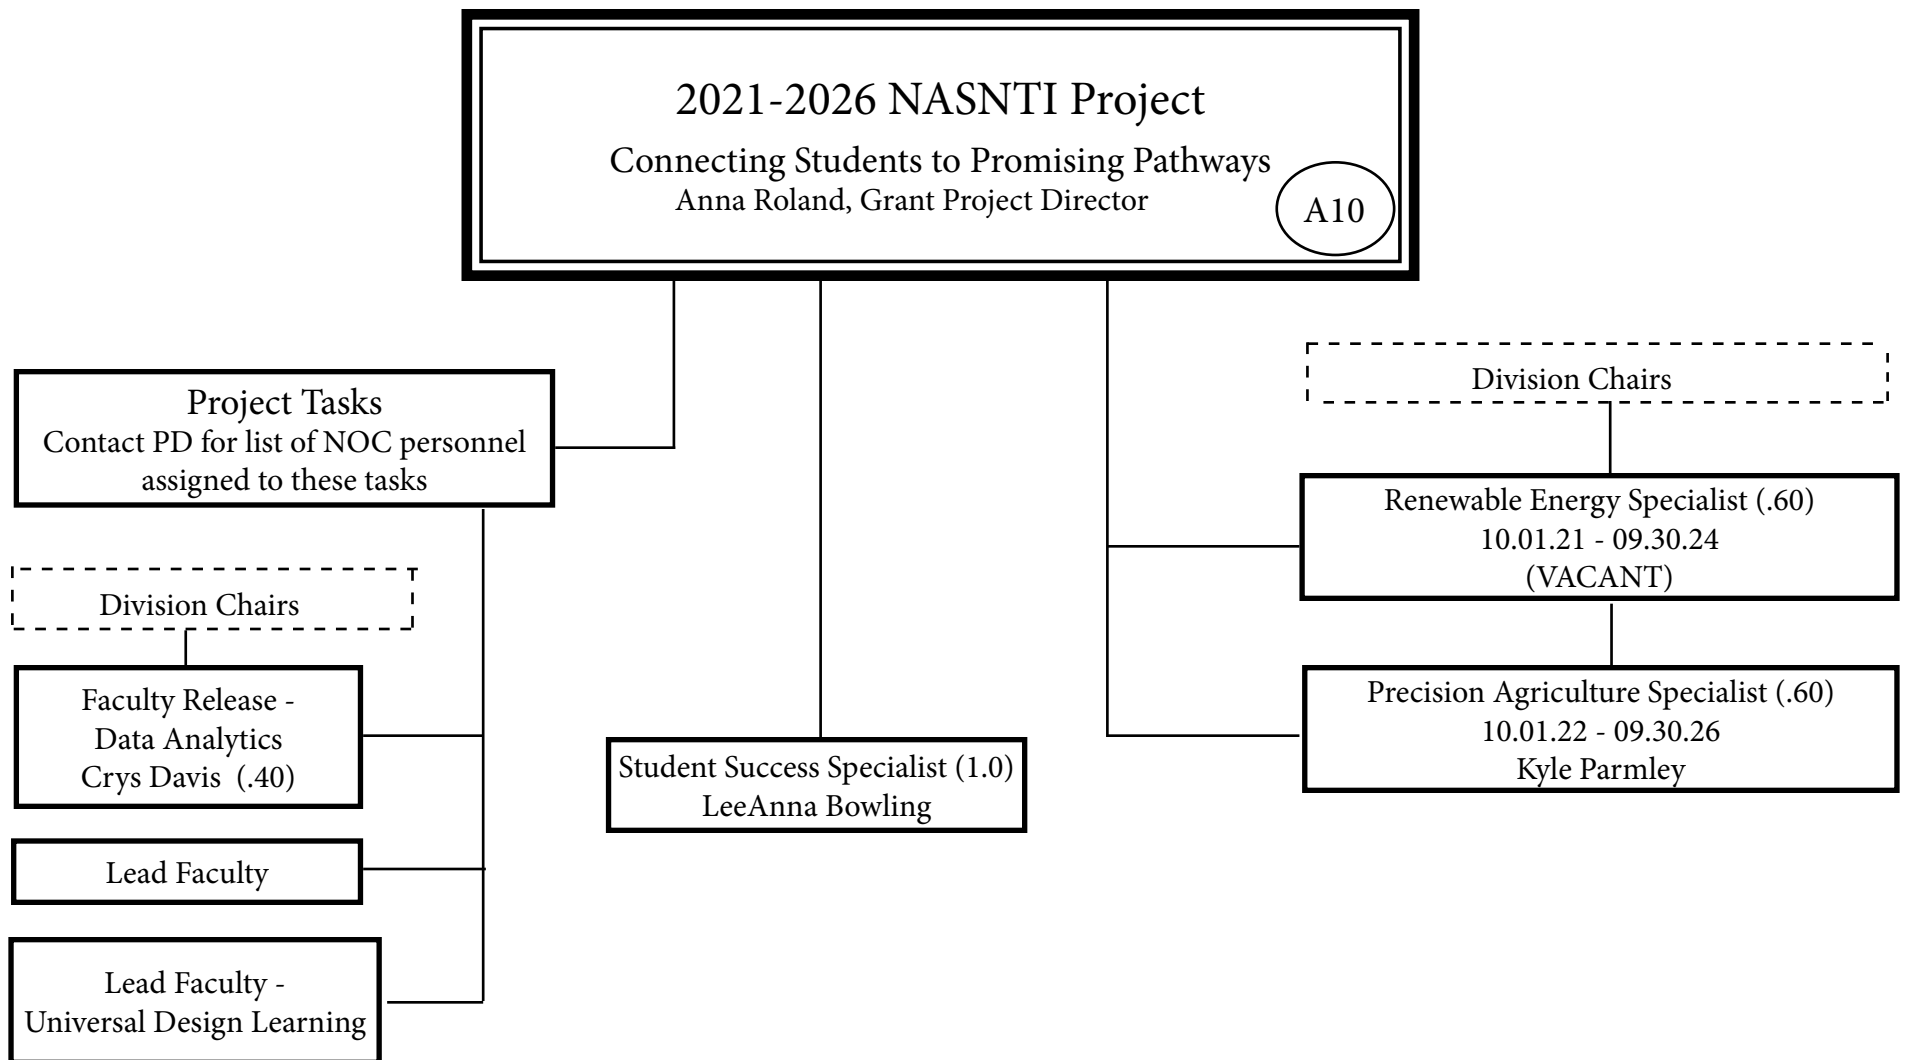 2021-2026 NASNTI Project
Connecting Students to Promising Pathways
Anna Roland, Grant Project Director
A10
Project Tasks
Contact PD for list of NOC personnel
assigned to these tasks
Division Chairs
Faculty Release -
Data Analytics
Crys Davis  (.40)
Lead Faculty
Lead Faculty -
Universal Design Learning
Student Success Specialist (1.0)
LeeAnna Bowling
Division Chairs
Renewable Energy Specialist (.60)
10.01.21 - 09.30.24
(VACANT)
Precision Agriculture Specialist (.60)
10.01.22 - 09.30.26
Kyle Parmley